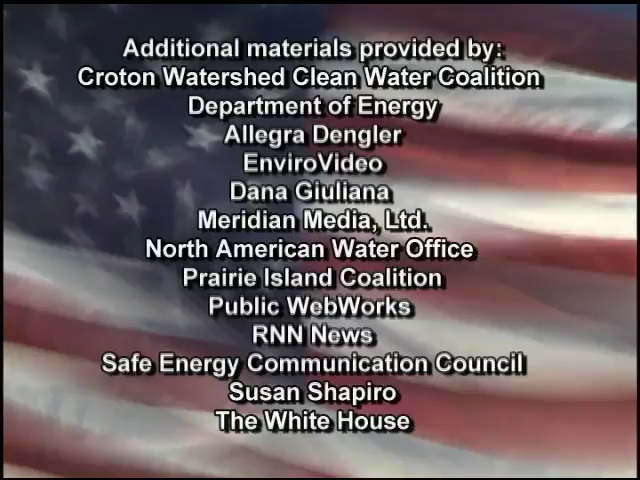 Additional materials provided by:
Croton Watershed Clean Water Coalition
Department of Energy
Allegra Dengler
EnviroVideo
Dana Giuliana
Meridian Media, Ltd.
North American Water Office
Prairie Island Coalition
Public WebWorks
RNN News
Safe Energy Communication Council
Susan Shapiro
The White House